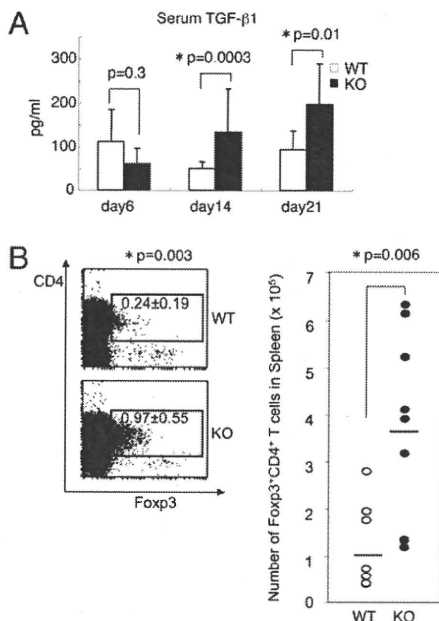 A
Serum TGF-β1
* p=0.01
* p=0.0003
p=0.3
WT
KO
pg/ml
300
200
100
0
day6 day14 day21
B
* p=0.003
CD4
0.24±0.19
WT
0.97±0.55
KO
Foxp3
* p=0.006
Number of Foxp3+CD4+ T cells in Spleen (x 10⁵)
7
6
5
4
3
2
1
0
WT KO